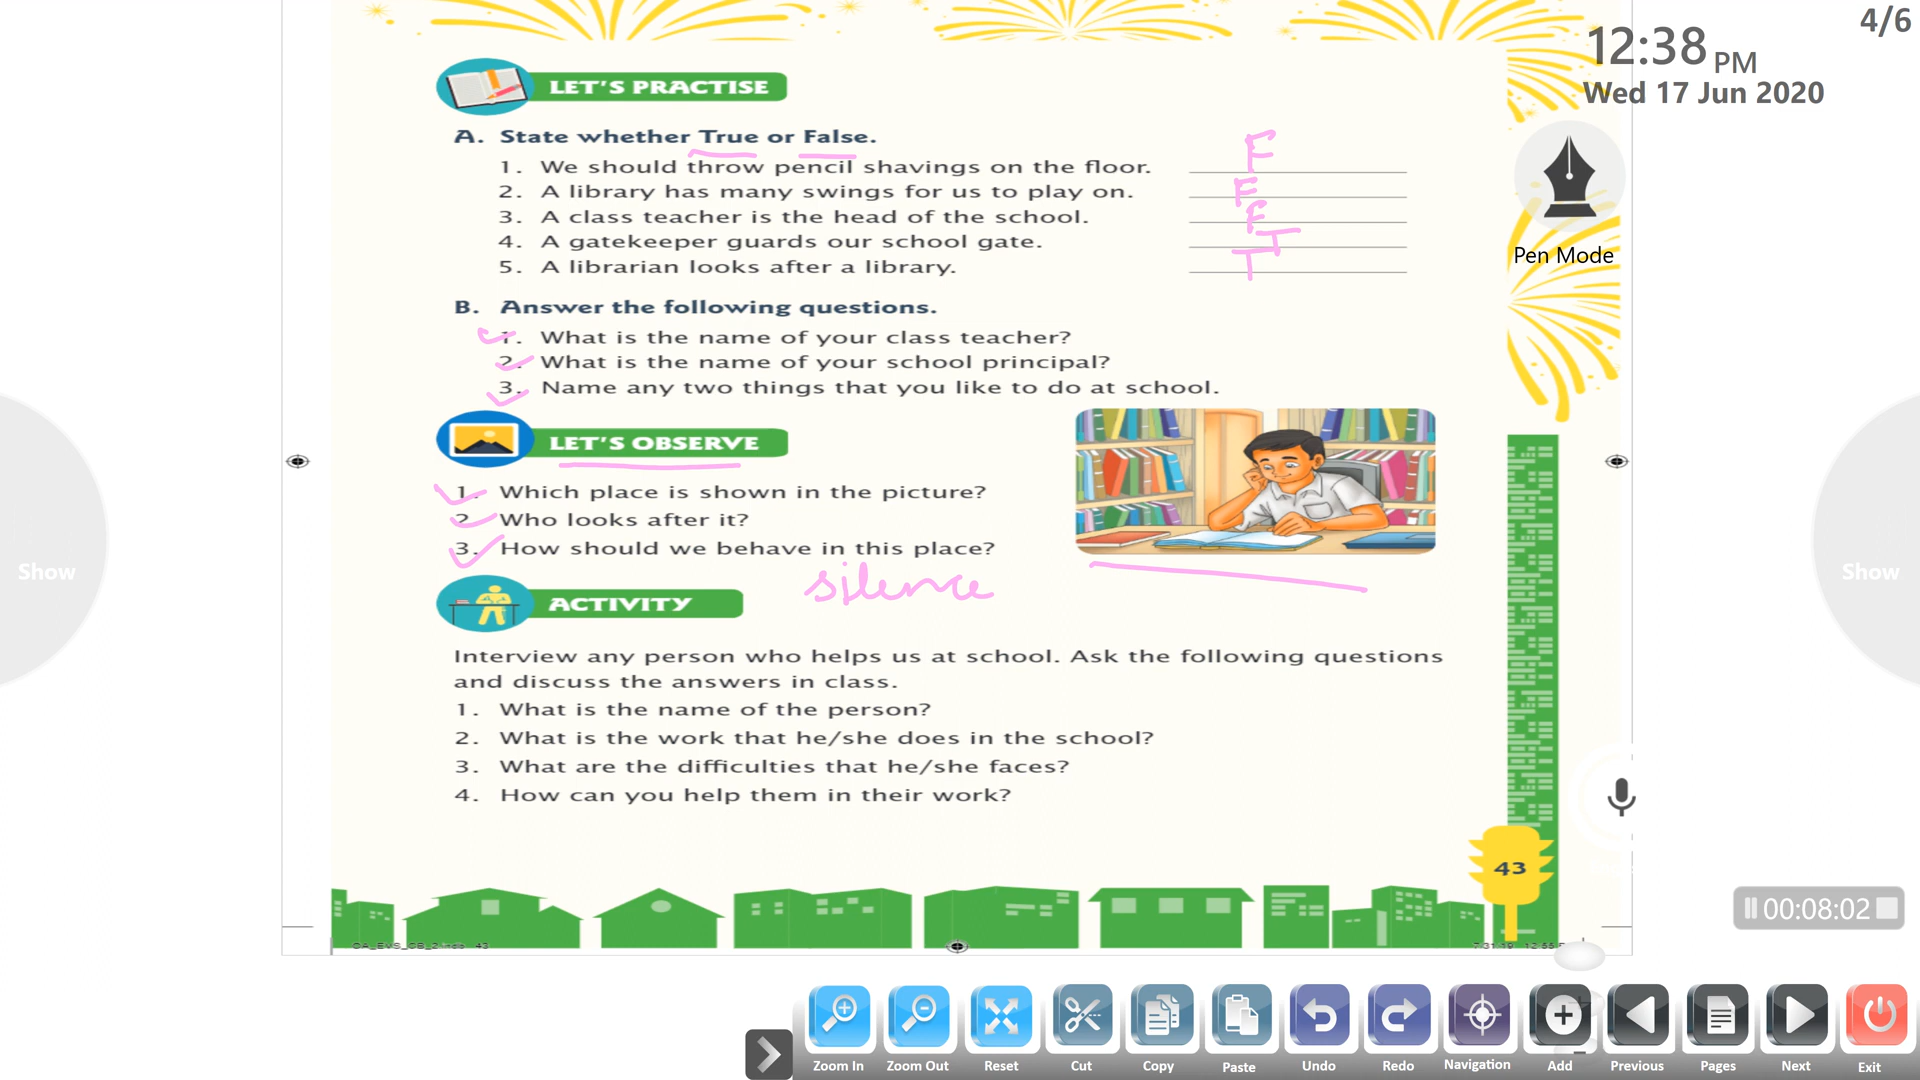 4/6
12:38 PM
Wed 17 Jun 2020
LET'S PRACTISE
A. State whether True or False.
1. We should throw pencil shavings on the floor. F
2. A library has many swings for us to play on. F
3. A class teacher is the head of the school. F
4. A gatekeeper guards our school gate. T
5. A librarian looks after a library. T
Pen Mode
B. Answer the following questions.
1. What is the name of your class teacher?
2. What is the name of your school principal?
3. Name any two things that you like to do at school.
LET'S OBSERVE
1. Which place is shown in the picture?
2. Who looks after it?
3. How should we behave in this place?
silence
Show
Show
ACTIVITY
Interview any person who helps us at school. Ask the following questions
and discuss the answers in class.
1. What is the name of the person?
2. What is the work that he/she does in the school?
3. What are the difficulties that he/she faces?
4. How can you help them in their work?
43
00:08:02
Zoom In Zoom Out Reset Cut Copy Paste Undo Redo Navigation Add Previous Pages Next Exit